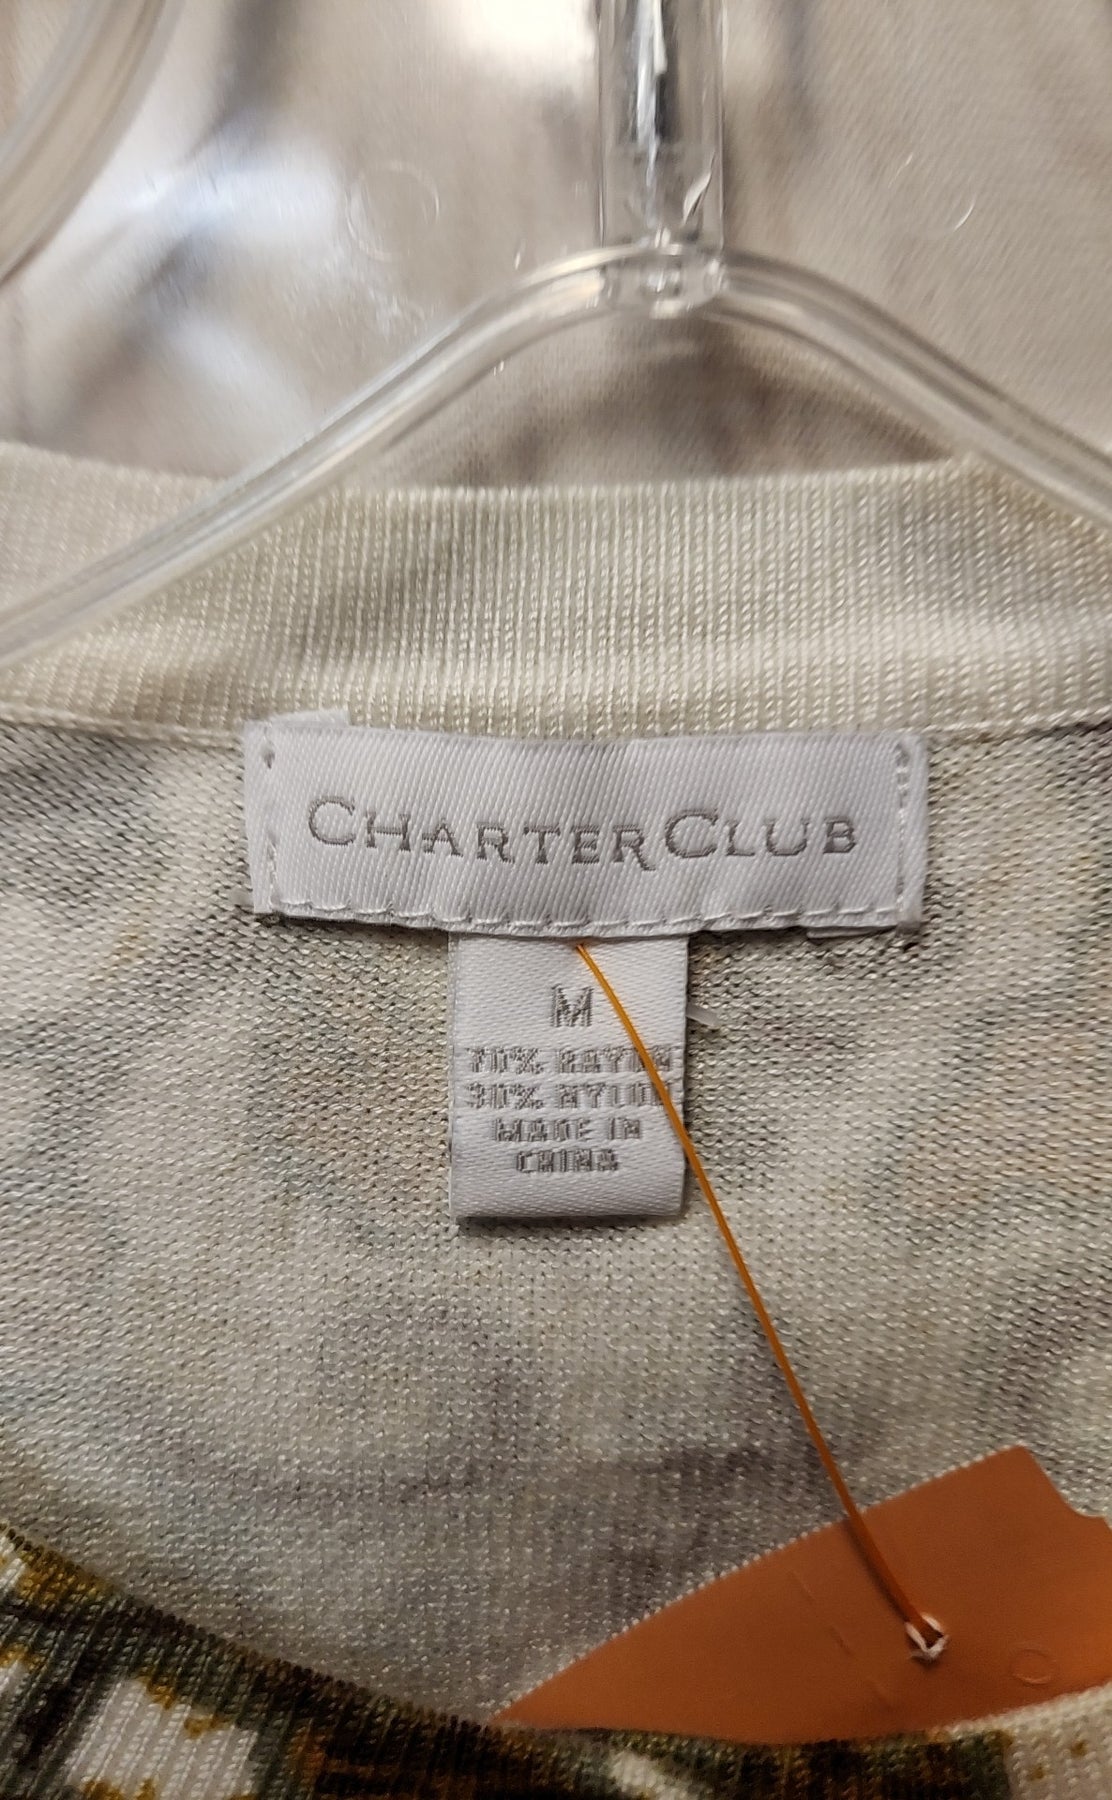 CHARTER CLUB
M
70% RAYON
30% NYLON
MADE IN
CHINA